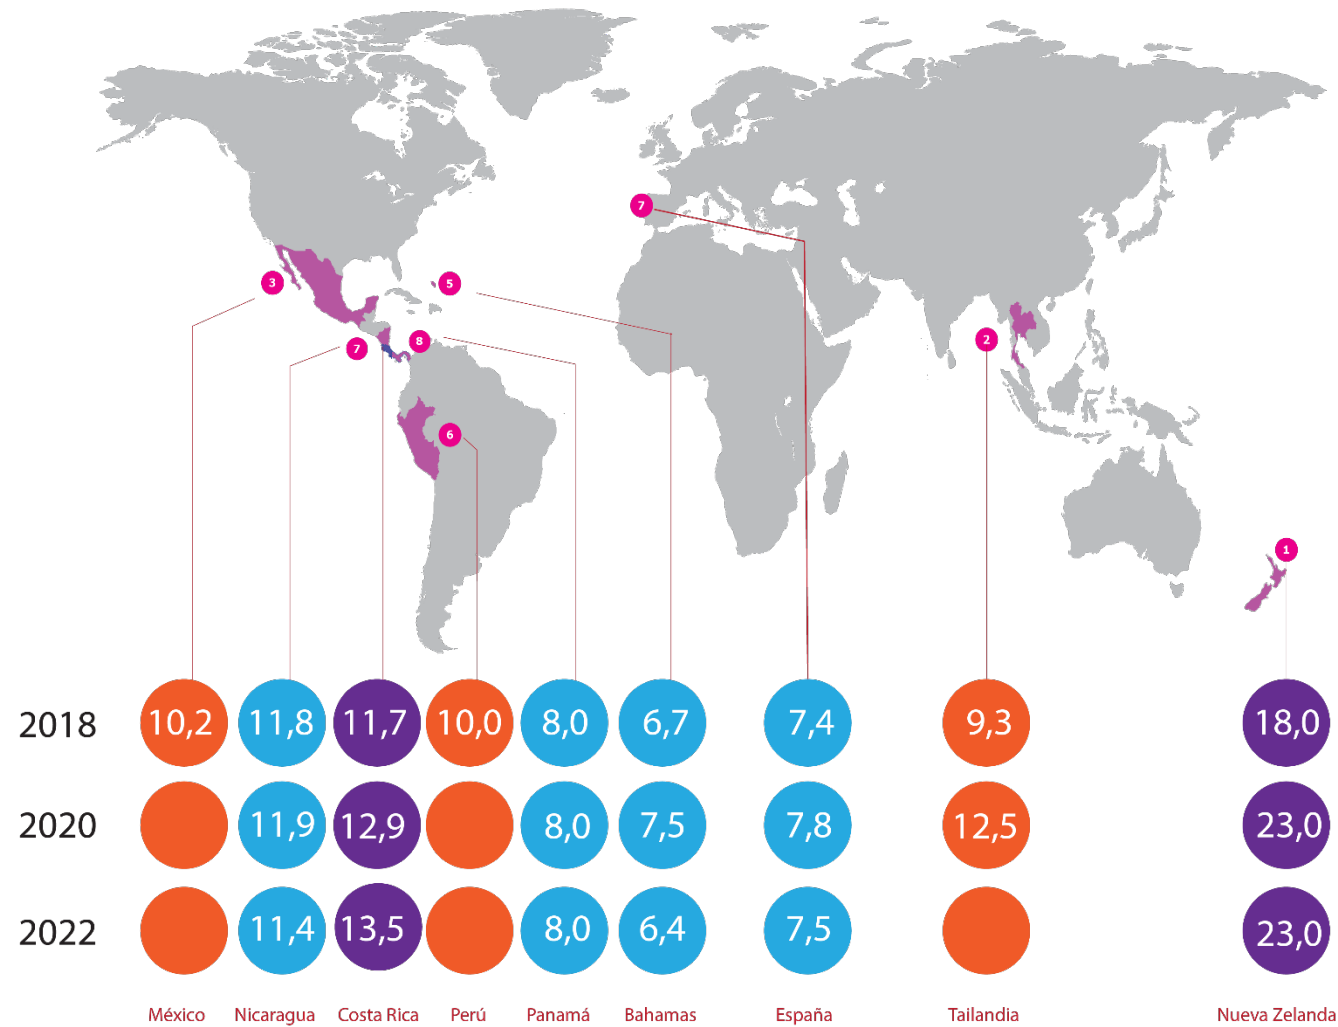 7
3
5
7
8
2
6
1
2018 10,2 11,8 11,7 10,0 8,0 6,7 7,4 9,3 18,0
2020 11,9 12,9 8,0 7,5 7,8 12,5 23,0
2022 11,4 13,5 8,0 6,4 7,5 23,0
México Nicaragua Costa Rica Perú Panamá Bahamas España Tailandia Nueva Zelanda